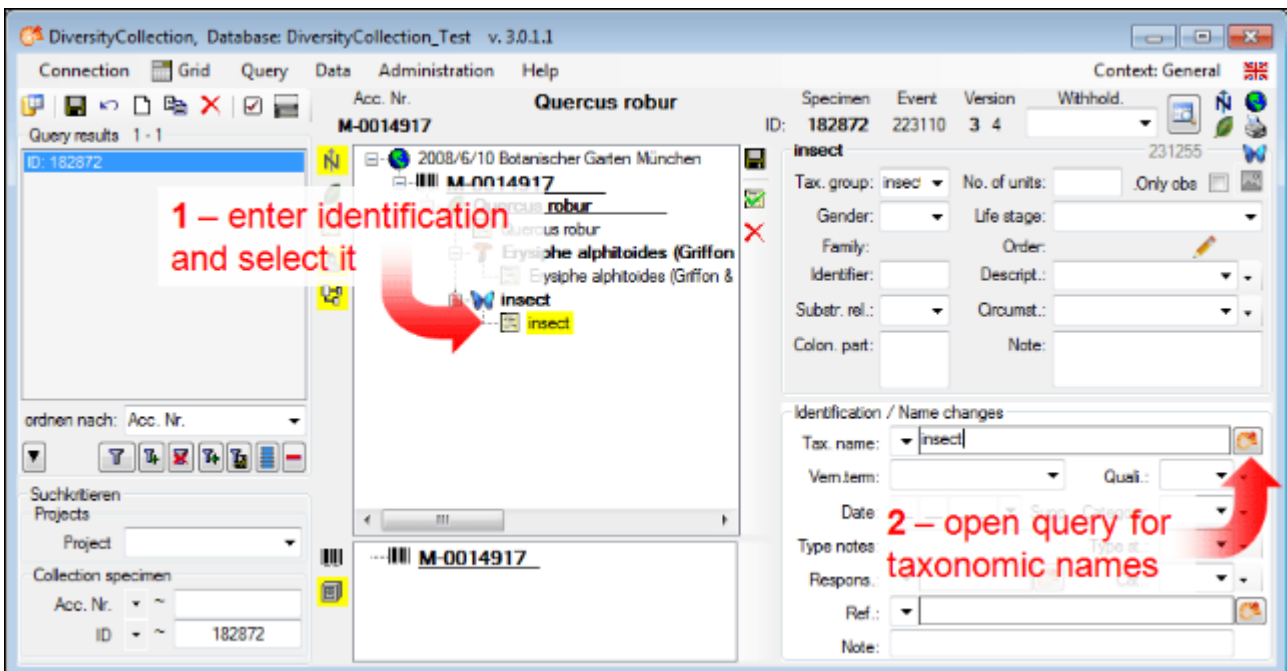 DiversityCollection, Database: DiversityCollection_Test v. 3.0.1.1
Connection Grid Query Data Administration Help Context: General
Query results 1 - 1
ID: 182872
ordnen nach: Acc. Nr.
Suchkritieren
Projects
Project
Collection specimen
Acc. Nr. ~
ID ~ 182872
Acc. Nr. Quercus robur
M-0014917
Specimen Event Version Withhold.
ID: 182872 223110 3 4
2008/6/10 Botanischer Garten München
M-0014917
Quercus robur
Quercus robur
Erysiphe alphitoides (Griffon
Erysiphe alphitoides (Griffon &
insect
insect
1 – enter identification
and select it
M-0014917
insect 231255
Tax. group: insect No. of units: Only obs
Gender: Life stage:
Family: Order:
Identifier: Descript.:
Substr. rel.: Circumst.:
Colon. part: Note:
Identification / Name changes
Tax. name: insect
Vern.term: Quali.:
Date
Type notes
Respons.
Ref.:
Note:
2 – open query for
taxonomic names